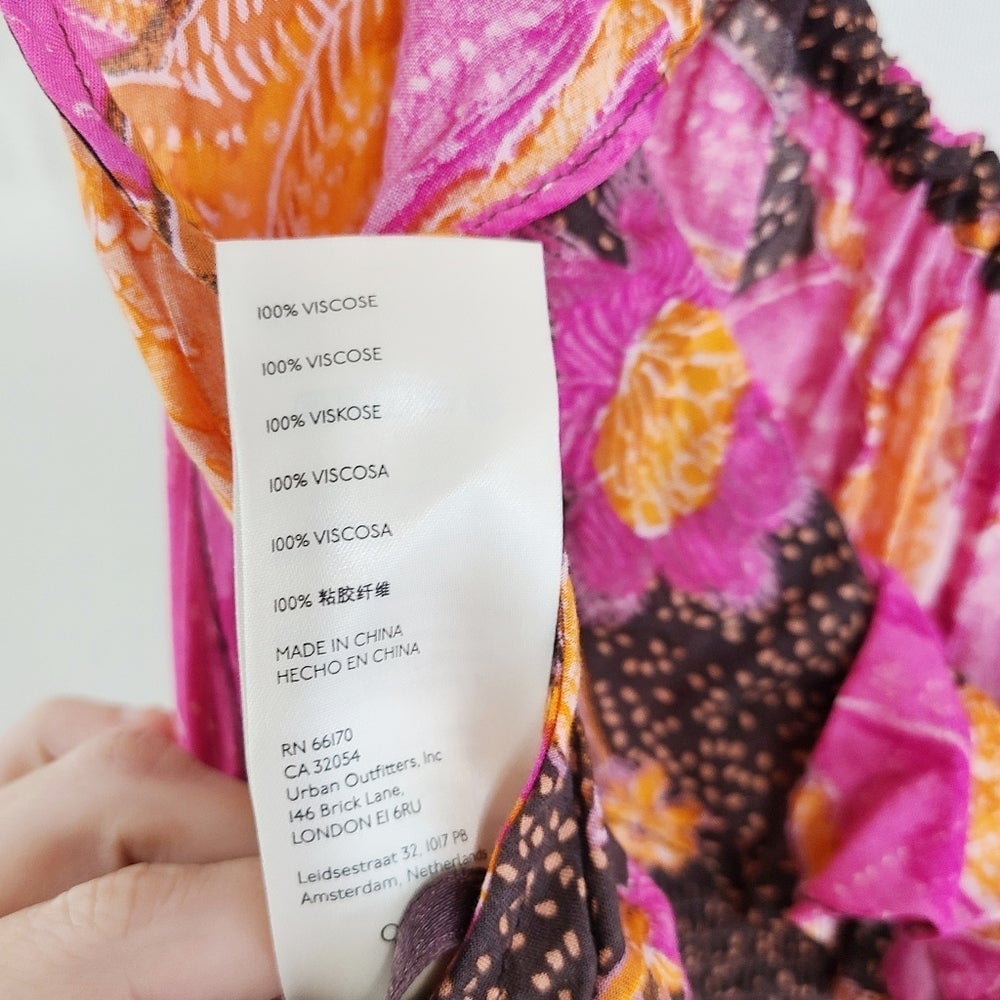 100% VISCOSE
100% VISCOSE
100% VISKOSE
100% VISCOSA
100% VISCOSA
100% 粘胶纤维
MADE IN CHINA
HECHO EN CHINA
RN 66170
CA 32054
Urban Outfitters, Inc
146 Brick Lane,
LONDON E1 6RU
Leidsestraat 32, 1017 PB
Amsterdam, Netherlands